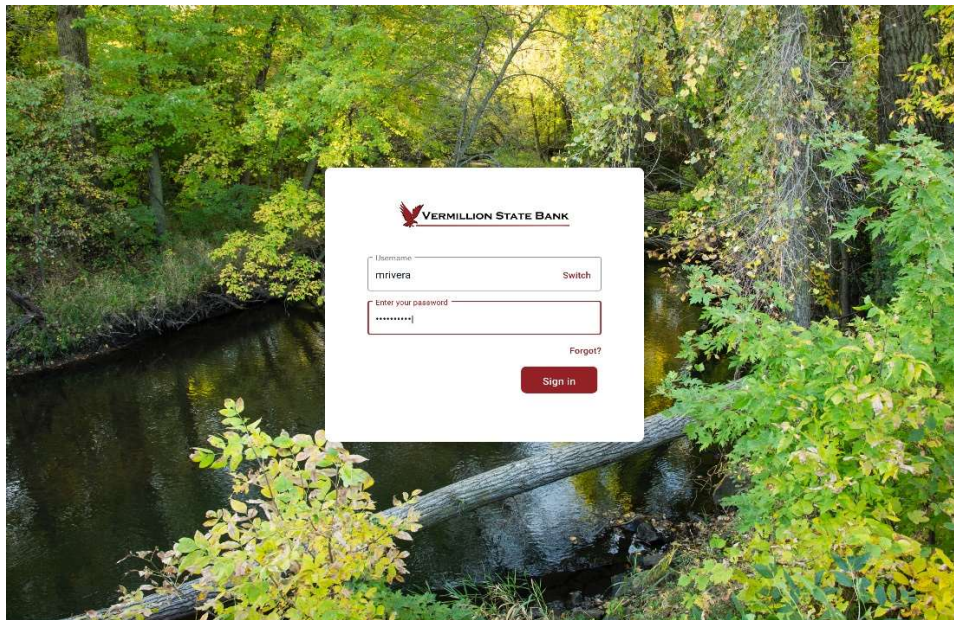 VERMILLION STATE BANK
Username
mrivera
Switch
Enter your password
••••••••••
Forgot?
Sign in